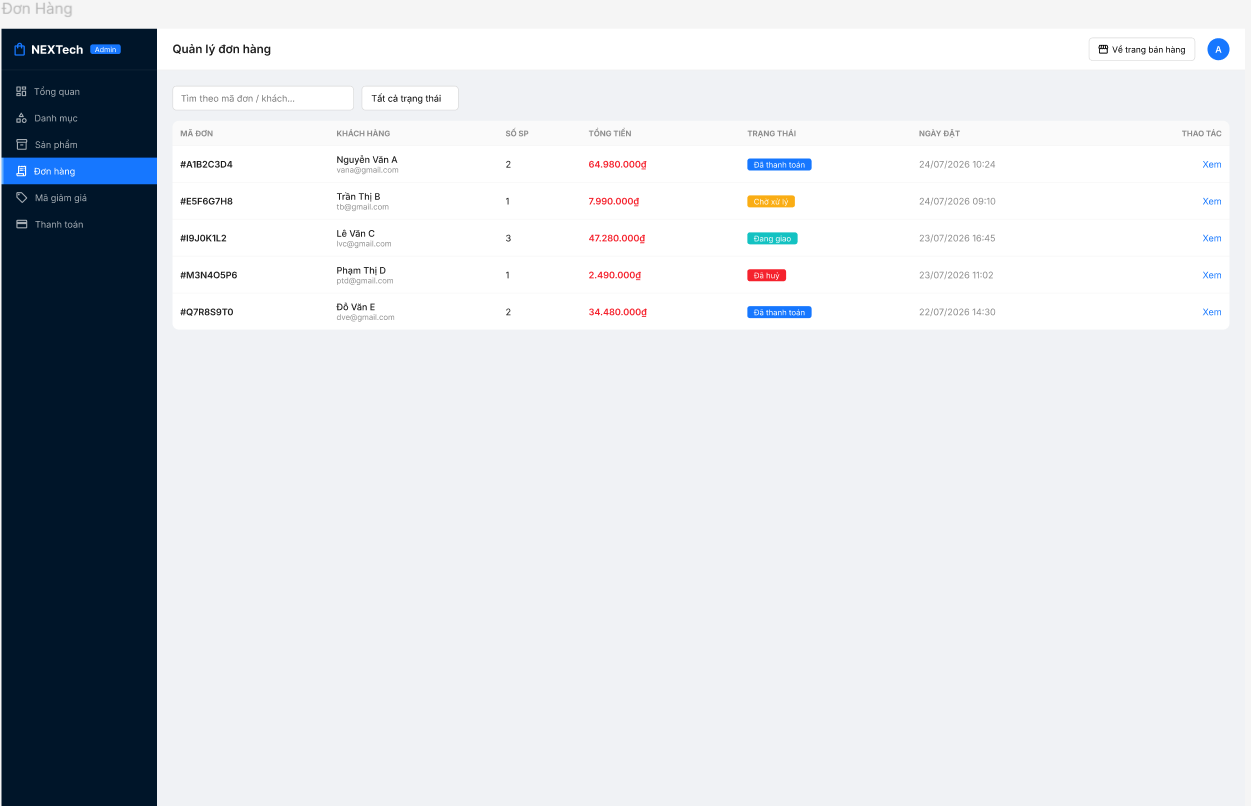 Đơn Hàng
NEXTech Admin
Quản lý đơn hàng
Về trang bán hàng
A
Tổng quan
Danh mục
Sản phẩm
Đơn hàng
Mã giảm giá
Thanh toán
Tìm theo mã đơn / khách...
Tất cả trạng thái
MÃ ĐƠN KHÁCH HÀNG SỐ SP TỔNG TIỀN TRẠNG THÁI NGÀY ĐẶT THAO TÁC
#A1B2C3D4 Nguyễn Văn A 2 64.980.000₫ Đã thanh toán 24/07/2026 10:24 Xem
vana@gmail.com
#E5F6G7H8 Trần Thị B 1 7.990.000₫ Chờ xử lý 24/07/2026 09:10 Xem
tb@gmail.com
#I9J0K1L2 Lê Văn C 3 47.280.000₫ Đang giao 23/07/2026 16:45 Xem
lvc@gmail.com
#M3N4O5P6 Phạm Thị D 1 2.490.000₫ Đã huỷ 23/07/2026 11:02 Xem
ptd@gmail.com
#Q7R8S9T0 Đỗ Văn E 2 34.480.000₫ Đã thanh toán 22/07/2026 14:30 Xem
dve@gmail.com